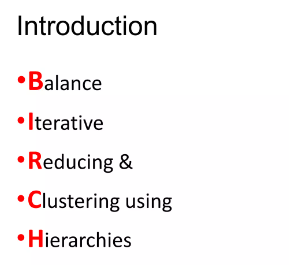 Introduction
•Balance
•Iterative
•Reducing &
•Clustering using
•Hierarchies